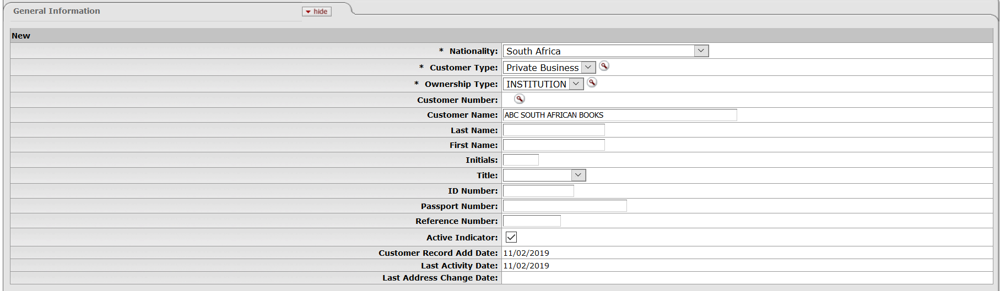 General Information hide
New
* Nationality: South Africa
* Customer Type: Private Business
* Ownership Type: INSTITUTION
Customer Number:
Customer Name: ABC SOUTH AFRICAN BOOKS
Last Name:
First Name:
Initials:
Title:
ID Number:
Passport Number:
Reference Number:
Active Indicator:
Customer Record Add Date: 11/02/2019
Last Activity Date: 11/02/2019
Last Address Change Date: